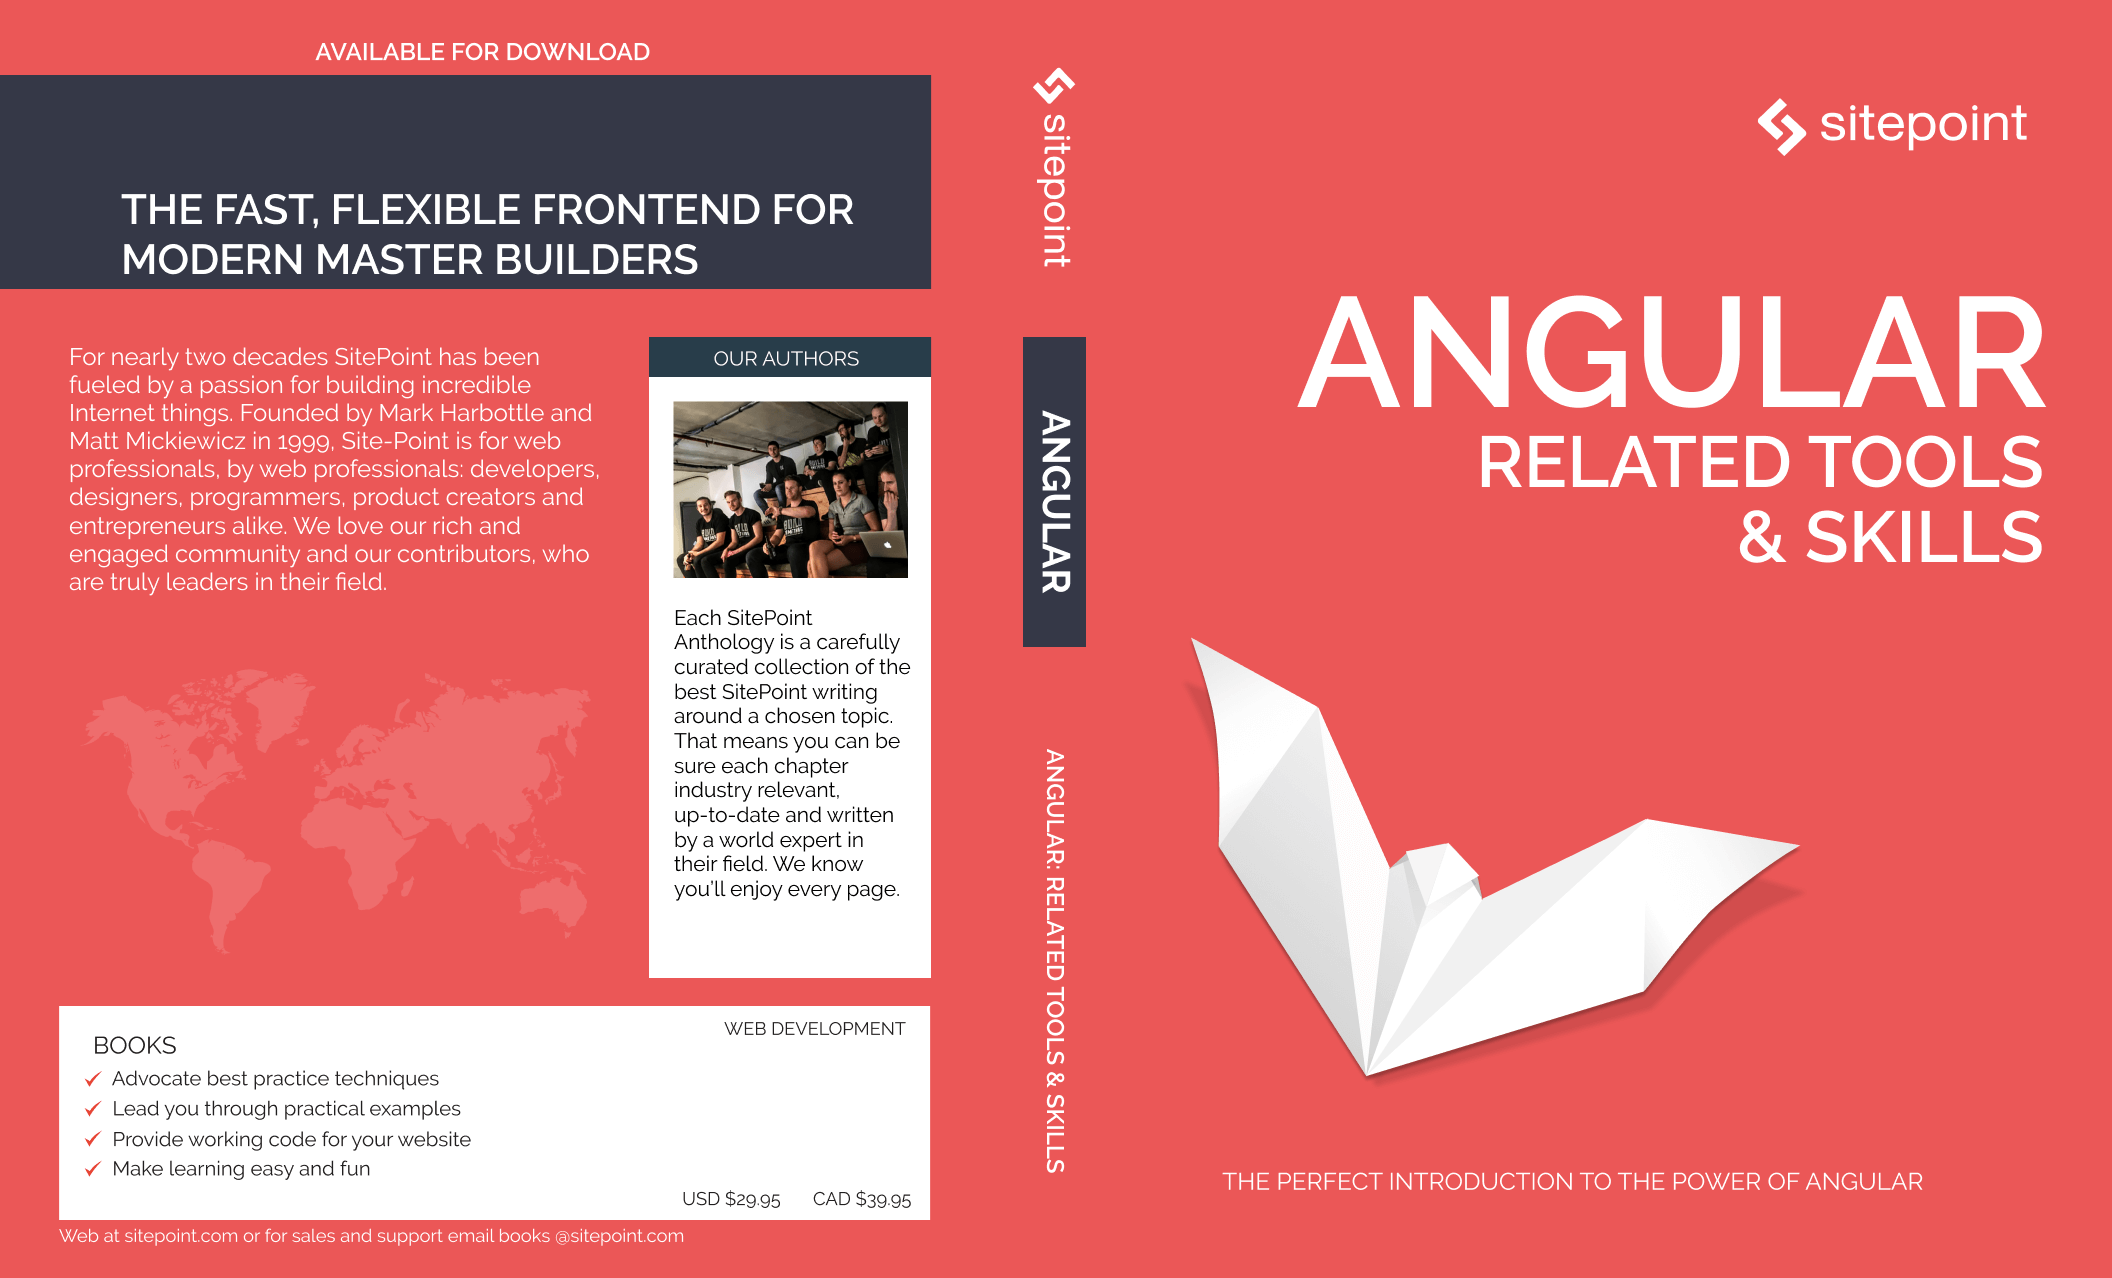 AVAILABLE FOR DOWNLOAD
THE FAST, FLEXIBLE FRONTEND FOR
MODERN MASTER BUILDERS
For nearly two decades SitePoint has been
fueled by a passion for building incredible
Internet things. Founded by Mark Harbottle and
Matt Mickiewicz in 1999, Site-Point is for web
professionals, by web professionals: developers,
designers, programmers, product creators and
entrepreneurs alike. We love our rich and
engaged community and our contributors, who
are truly leaders in their field.
OUR AUTHORS
Each SitePoint
Anthology is a carefully
curated collection of the
best SitePoint writing
around a chosen topic.
That means you can be
sure each chapter
industry relevant,
up-to-date and written
by a world expert in
their field. We know
you'll enjoy every page.
WEB DEVELOPMENT
BOOKS
Advocate best practice techniques
Lead you through practical examples
Provide working code for your website
Make learning easy and fun
USD $29.95 CAD $39.95
Web at sitepoint.com or for sales and support email books @sitepoint.com
sitepoint
ANGULAR
ANGULAR: RELATED TOOLS & SKILLS
sitepoint
ANGULAR
RELATED TOOLS
& SKILLS
THE PERFECT INTRODUCTION TO THE POWER OF ANGULAR